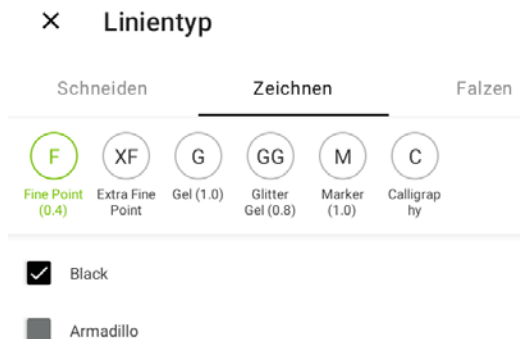 Linientyp
Schneiden Zeichnen Falzen
F XF G GG M C
Fine Point Extra Fine Gel (1.0) Glitter Marker Calligrap
(0.4) Point Gel (0.8) (1.0) hy
Black
Armadillo